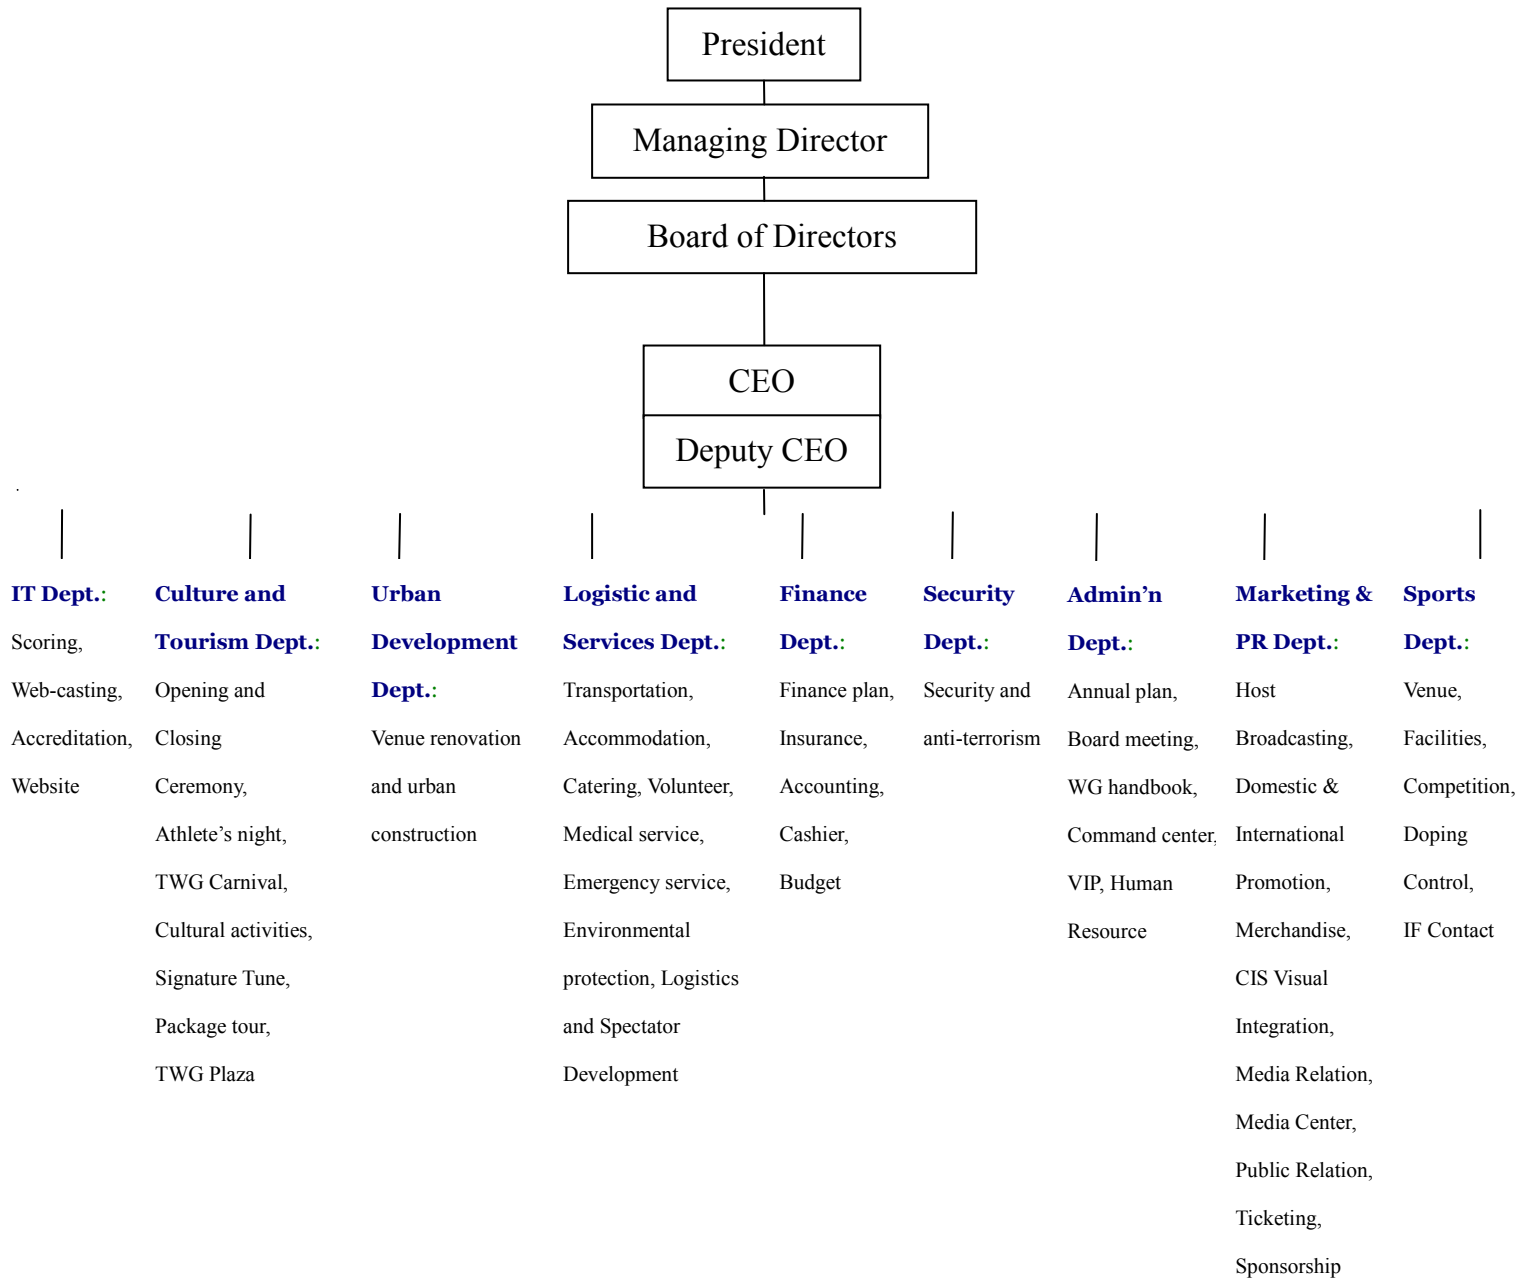 President
Managing Director
Board of Directors
CEO
Deputy CEO
IT Dept.:
Scoring,
Web-casting,
Accreditation,
Website
Culture and
Tourism Dept.:
Opening and
Closing
Ceremony,
Athlete’s night,
TWG Carnival,
Cultural activities,
Signature Tune,
Package tour,
TWG Plaza
Urban
Development
Dept.:
Venue renovation
and urban
construction
Logistic and
Services Dept.:
Transportation,
Accommodation,
Catering, Volunteer,
Medical service,
Emergency service,
Environmental
protection, Logistics
and Spectator
Development
Finance
Dept.:
Finance plan,
Insurance,
Accounting,
Cashier,
Budget
Security
Dept.:
Security and
anti-terrorism
Admin’n
Dept.:
Annual plan,
Board meeting,
WG handbook,
Command center,
VIP, Human
Resource
Marketing &
PR Dept.:
Host
Broadcasting,
Domestic &
International
Promotion,
Merchandise,
CIS Visual
Integration,
Media Relation,
Media Center,
Public Relation,
Ticketing,
Sponsorship
Sports
Dept.:
Venue,
Facilities,
Competition,
Doping
Control,
IF Contact